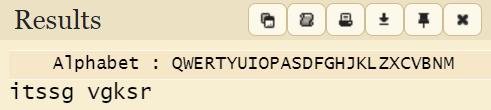 Results
Alphabet : QWERTYUIOPASDFGHJKLZXCVBNM
itssg vgksr